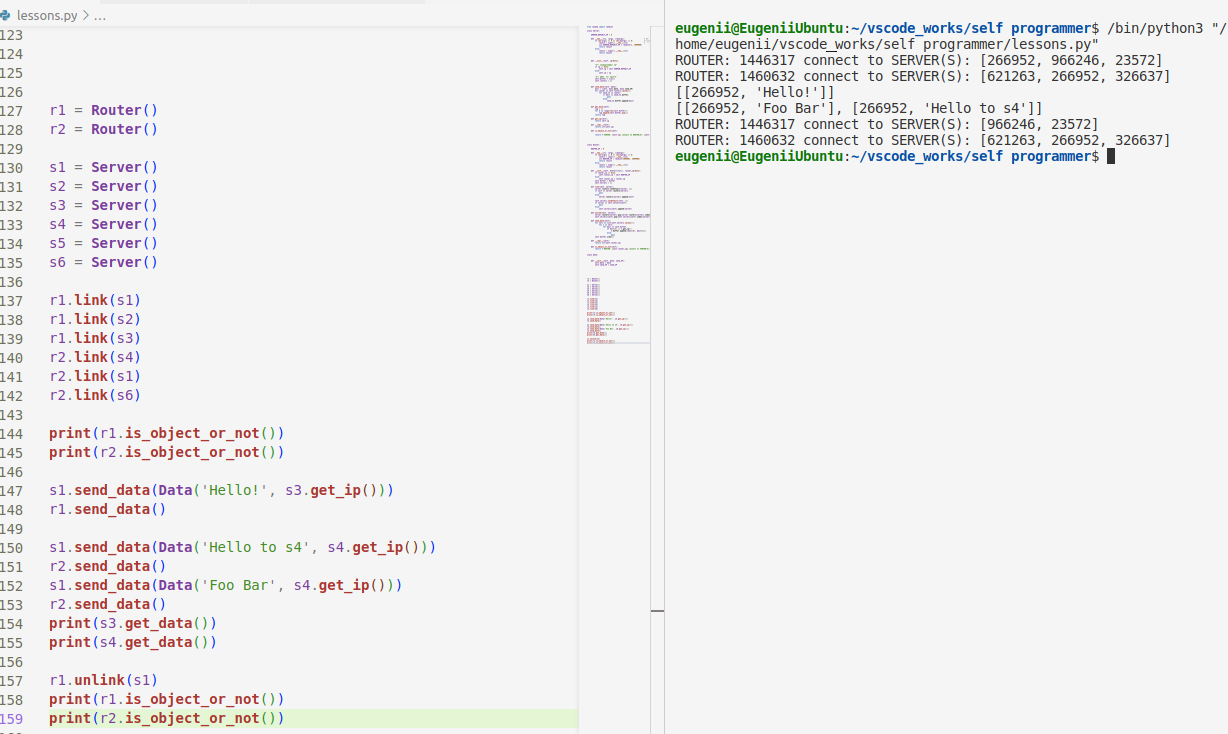 lessons.py > ...
123
124
125
126
127 r1 = Router()
128 r2 = Router()
129
130 s1 = Server()
131 s2 = Server()
132 s3 = Server()
133 s4 = Server()
134 s5 = Server()
135 s6 = Server()
136
137 r1.link(s1)
138 r1.link(s2)
139 r1.link(s3)
140 r2.link(s4)
141 r2.link(s1)
142 r2.link(s6)
143
144 print(r1.is_object_or_not())
145 print(r2.is_object_or_not())
146
147 s1.send_data(Data('Hello!', s3.get_ip()))
148 r1.send_data()
149
150 s1.send_data(Data('Hello to s4', s4.get_ip()))
151 r2.send_data()
152 s1.send_data(Data('Foo Bar', s4.get_ip()))
153 r2.send_data()
154 print(s3.get_data())
155 print(s4.get_data())
156
157 r1.unlink(s1)
158 print(r1.is_object_or_not())
159 print(r2.is_object_or_not())
eugenii@EugeniiUbuntu:~/vscode_works/self programmer$ /bin/python3 "/
home/eugenii/vscode_works/self programmer/lessons.py"
ROUTER: 1446317 connect to SERVER(S): [266952, 966246, 23572]
ROUTER: 1460632 connect to SERVER(S): [621263, 266952, 326637]
[[266952, 'Hello!']]
[[266952, 'Foo Bar'], [266952, 'Hello to s4']]
ROUTER: 1446317 connect to SERVER(S): [966246, 23572]
ROUTER: 1460632 connect to SERVER(S): [621263, 266952, 326637]
eugenii@EugeniiUbuntu:~/vscode_works/self programmer$